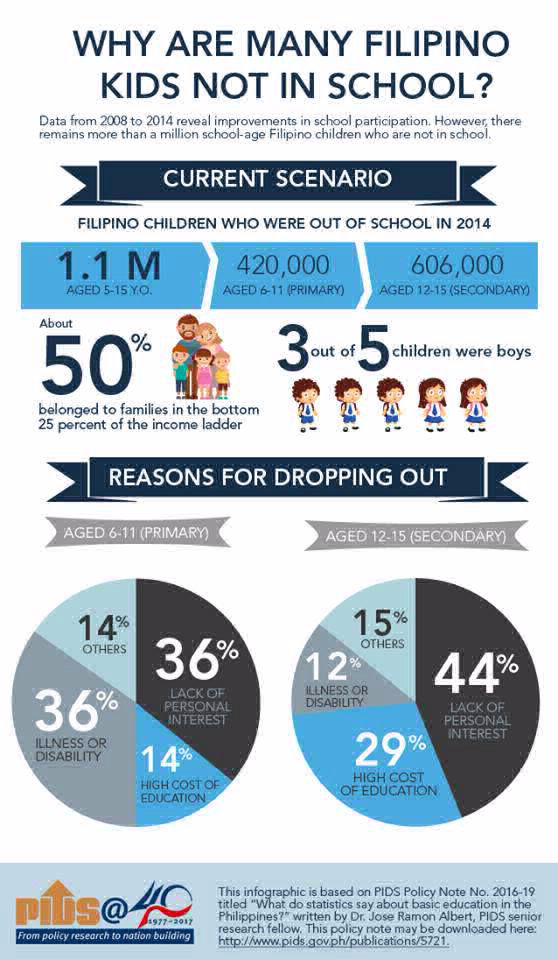 WHY ARE MANY FILIPINO
KIDS NOT IN SCHOOL?
Data from 2008 to 2014 reveal improvements in school participation. However, there
remains more than a million school-age Filipino children who are not in school.
CURRENT SCENARIO
FILIPINO CHILDREN WHO WERE OUT OF SCHOOL IN 2014
1.1 M
AGED 5-15 Y.O.
420,000
AGED 6-11 (PRIMARY)
606,000
AGED 12-15 (SECONDARY)
About
50%
belonged to families in the bottom
25 percent of the income ladder
3 out of 5 children were boys
REASONS FOR DROPPING OUT
AGED 6-11 (PRIMARY)
14%
OTHERS
36%
LACK OF
PERSONAL
INTEREST
36%
ILLNESS OR
DISABILITY
14%
HIGH COST OF
EDUCATION
AGED 12-15 (SECONDARY)
15%
OTHERS
12%
ILLNESS OR
DISABILITY
44%
LACK OF
PERSONAL
INTEREST
29%
HIGH COST
OF EDUCATION
PIDS@40
1977-2017
From policy research to nation building
This infographic is based on PIDS Policy Note No. 2016-19
titled "What do statistics say about basic education in the
Philippines?" written by Dr. Jose Ramon Albert, PIDS senior
research fellow. This policy note may be downloaded here:
http://www.pids.gov.ph/publications/5721.